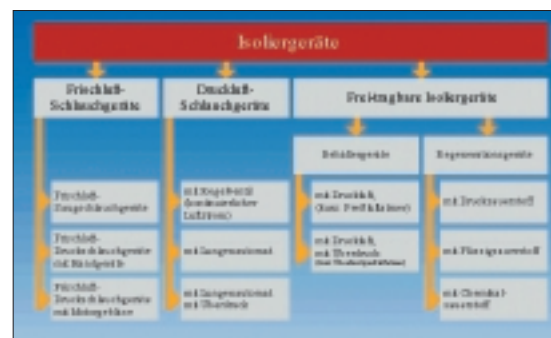 Isoliergeräte
Frischluft-
Schlauchgeräte
Druckluft-
Schlauchgeräte
Frei tragbare Isoliergeräte
Behältergeräte
Regenerationsgeräte
Frischluft-
Saugschlauchgeräte
Frischluft-
Druckschlauchgeräte
mit Handgebläse
Frischluft-
Druckschlauchgeräte
mit Motorgebläse
mit Regelventil
(kontinuierlicher
Luftstrom)
mit Lungenautomat
mit Lungenautomat
mit Überdruck
mit Druckluft,
mit Druckluft,
mit Überdruck
mit Drucksauerstoff
mit Flüssigsauerstoff
mit Chemikal-
sauerstoff